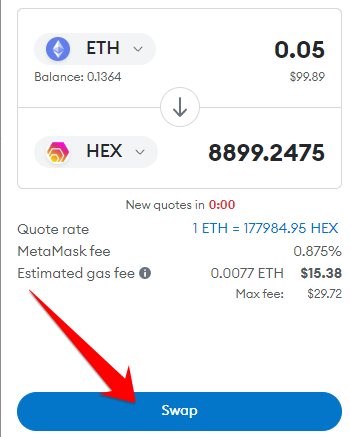 ETH 0.05
Balance: 0.1364 $99.89
HEX 8899.2475
New quotes in 0:00
Quote rate 1 ETH = 177984.95 HEX
MetaMask fee 0.875%
Estimated gas fee 0.0077 ETH $15.38
Max fee: $29.72
Swap